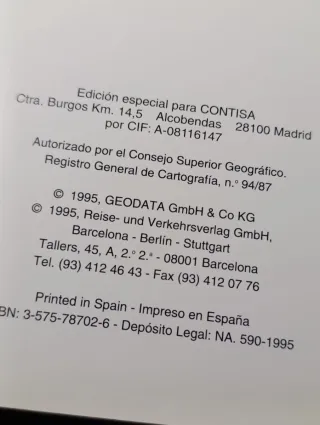 Edición especial para CONTISA
Ctra. Burgos Km. 14,5 Alcobendas 28100 Madrid
por CIF: A-08116147
Autorizado por el Consejo Superior Geográfico.
Registro General de Cartografía, n.º 94/87
© 1995, GEODATA GmbH & Co KG
© 1995, Reise- und Verkehrsverlag GmbH,
Barcelona - Berlín - Stuttgart
Tallers, 45, A, 2.º 2.ª - 08001 Barcelona
Tel. (93) 412 46 43 - Fax (93) 412 07 76
Printed in Spain - Impreso en España
BN: 3-575-78702-6 - Depósito Legal: NA. 590-1995